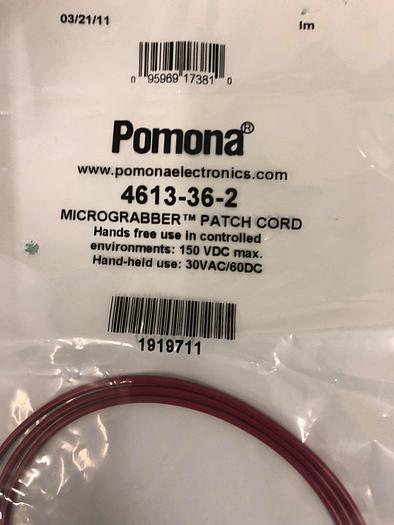 03/21/11 lm
0 95969 17381 0
Pomona®
www.pomonaelectronics.com
4613-36-2
MICROGRABBER™ PATCH CORD
Hands free use in controlled
environments: 150 VDC max.
Hand-held use: 30VAC/60DC
1919711